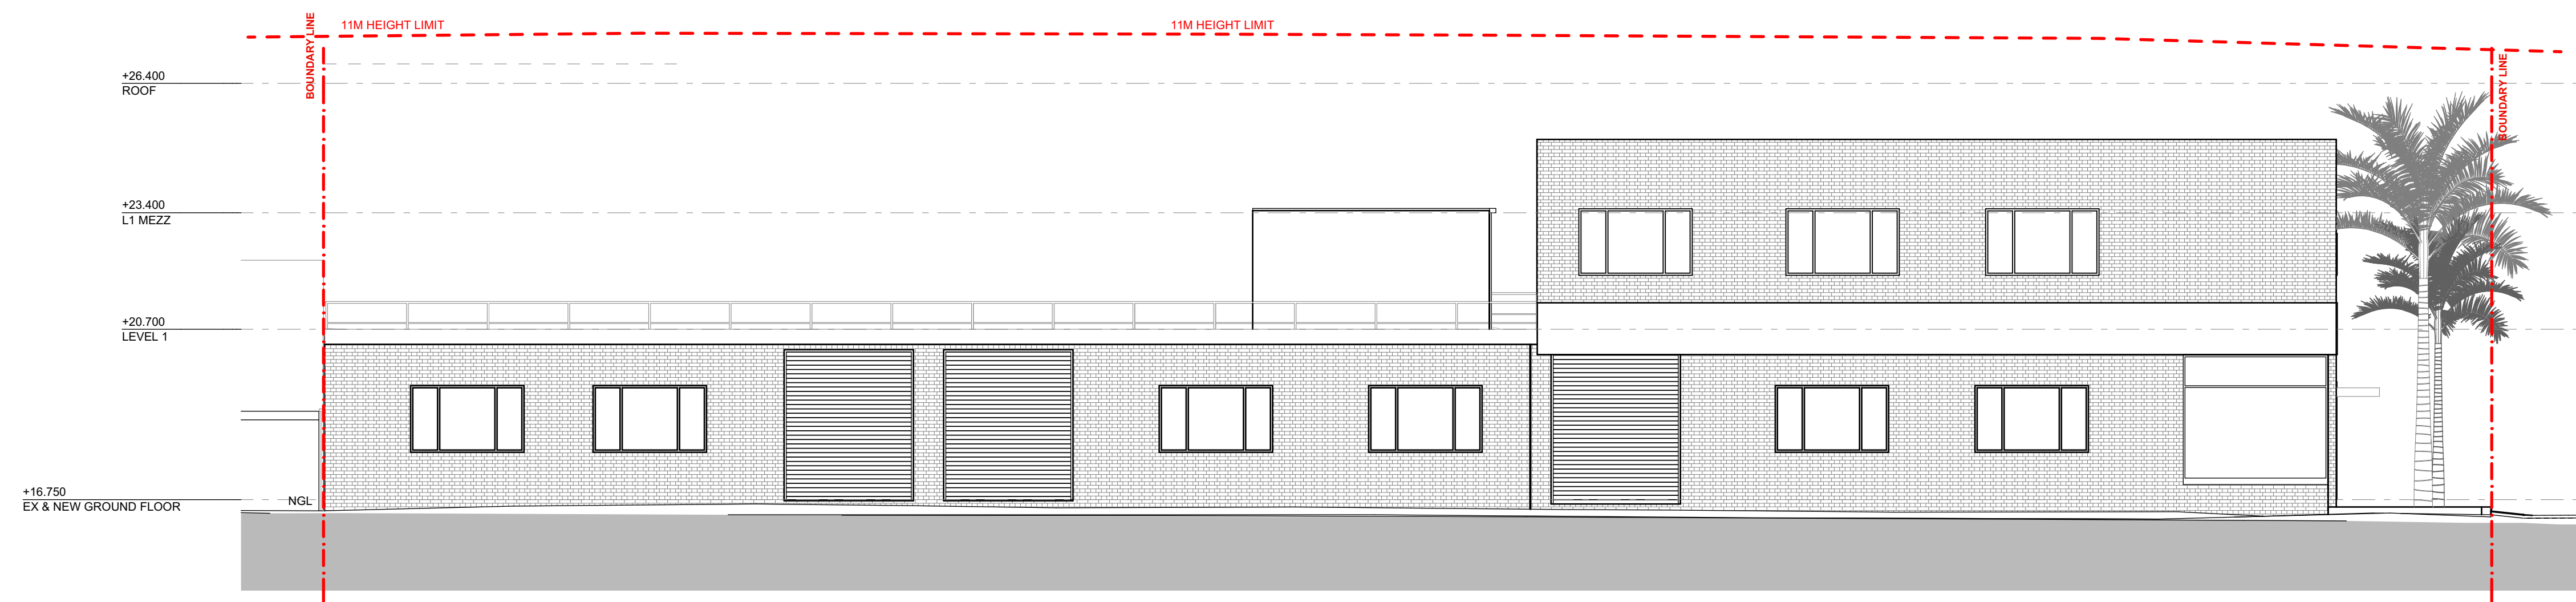 11M HEIGHT LIMIT
11M HEIGHT LIMIT
BOUNDARY LINE
BOUNDARY LINE
+26.400
ROOF
+23.400
L1 MEZZ
+20.700
LEVEL 1
+16.750
EX & NEW GROUND FLOOR
NGL